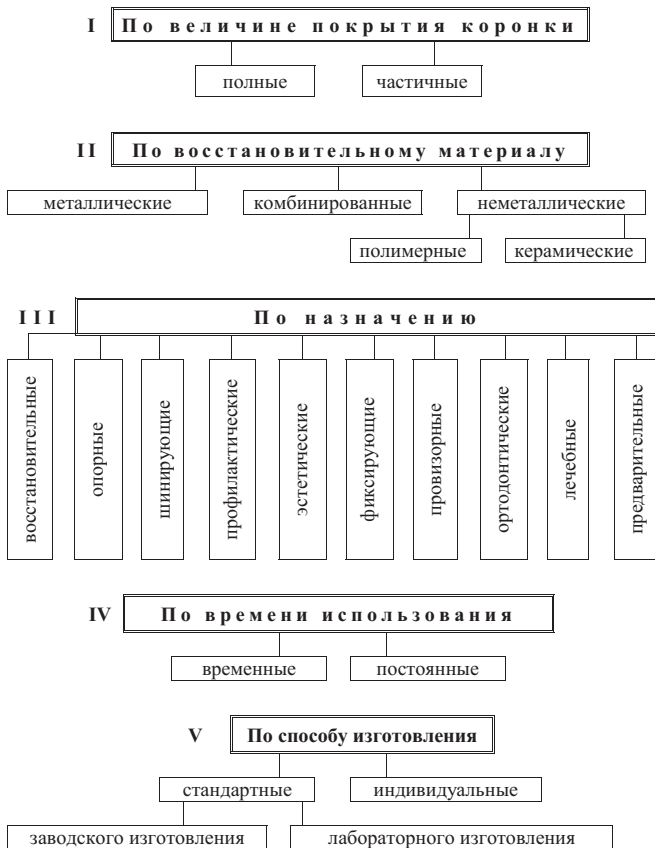 I По величине покрытия коронки
полные частичные
II По восстановительному материалу
металлические комбинированные неметаллические
полимерные керамические
III По назначению
восстановительные
опорные
шинирующие
профилактические
эстетические
фиксирующие
провизорные
ортодонтические
лечебные
предварительные
IV По времени использования
временные постоянные
V По способу изготовления
стандартные индивидуальные
заводского изготовления лабораторного изготовления